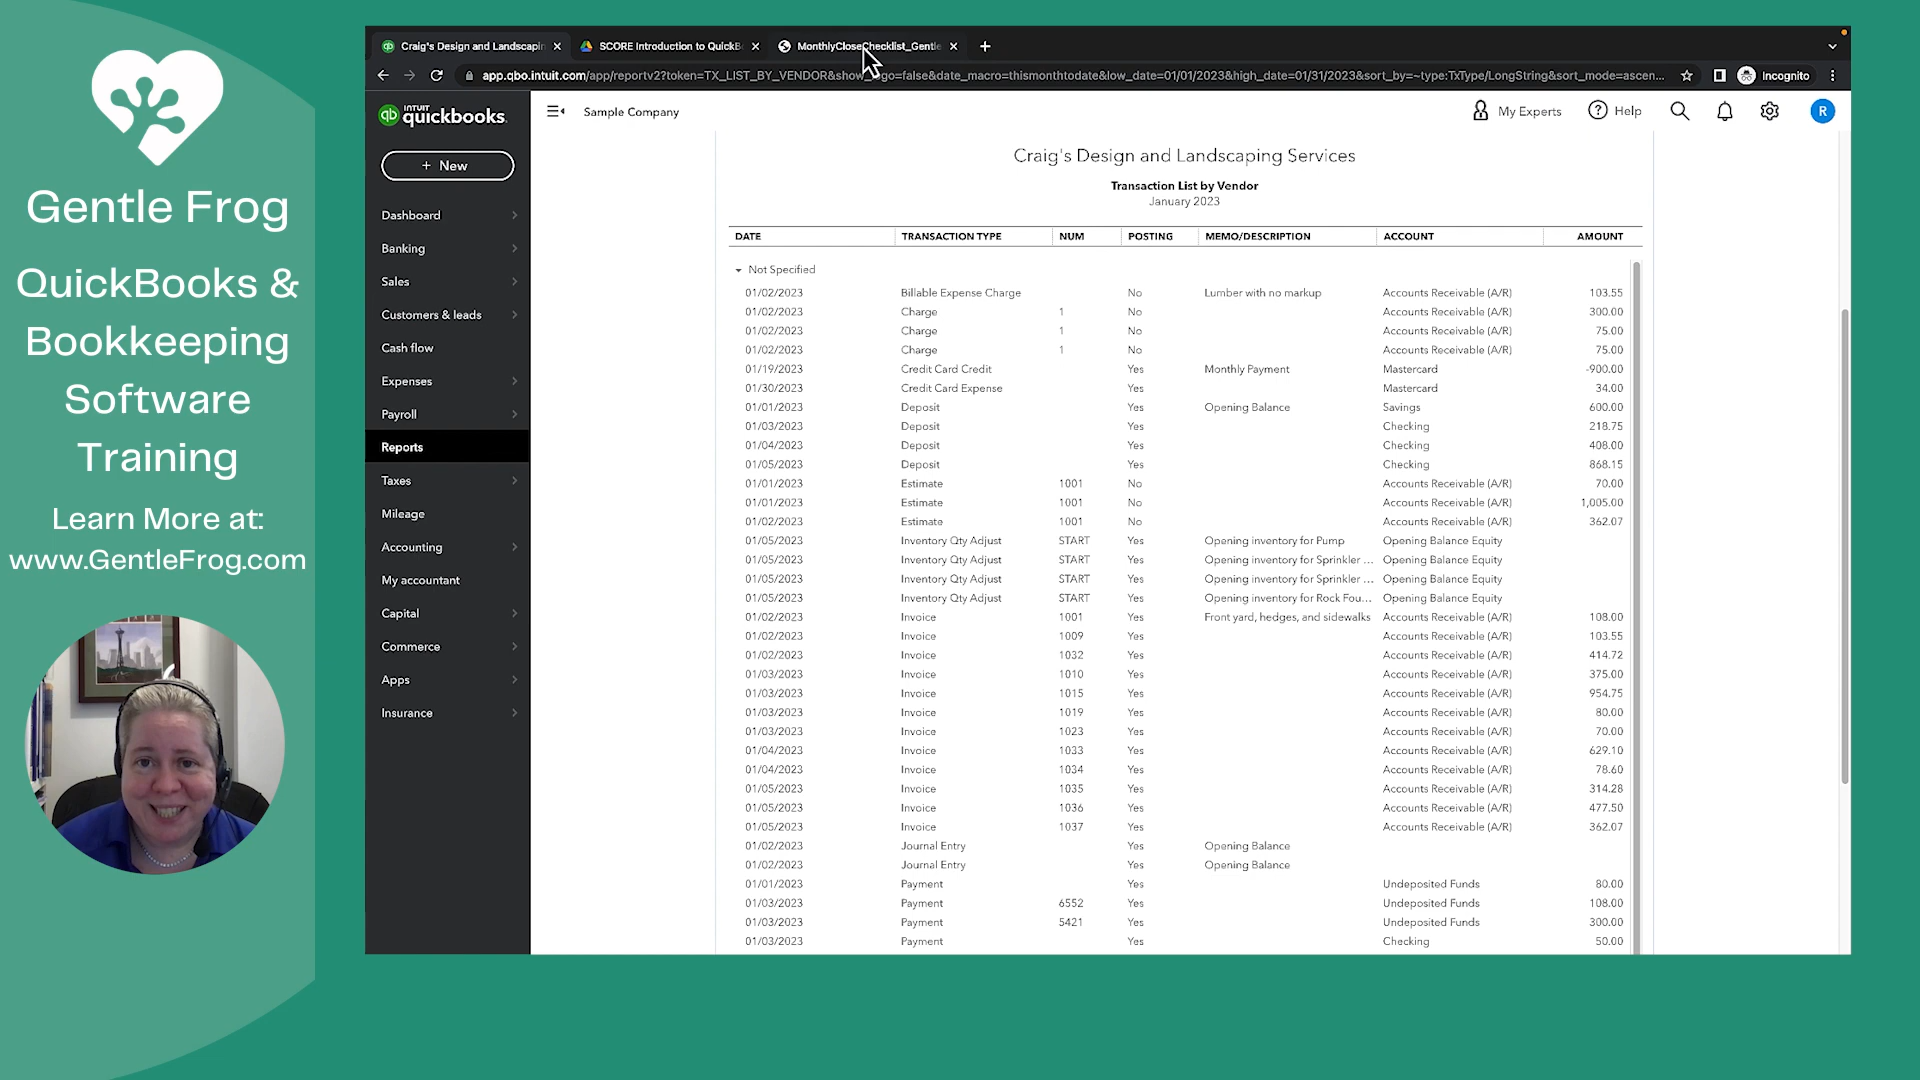 Gentle Frog
QuickBooks &
Bookkeeping
Software
Training
Learn More at:
www.GentleFrog.com
Craig's Design and Landscapin
SCORE Introduction to QuickB
MonthlyCloseChecklist_Gentle
app.qbo.intuit.com/app/reportv2?token=TX_LIST_BY_VENDOR&show_logo=false&date_macro=thismonthtodate&low_date=01/01/2023&high_date=01/31/2023&sort_by=~type:TxType/LongString&sort_mode=ascen...
Incognito
qb INTUIT quickbooks.
Sample Company
My Experts
Help
R
+ New
Dashboard
Banking
Sales
Customers & leads
Cash flow
Expenses
Payroll
Reports
Taxes
Mileage
Accounting
My accountant
Capital
Commerce
Apps
Insurance
Craig's Design and Landscaping Services
Transaction List by Vendor
January 2023
DATE TRANSACTION TYPE NUM POSTING MEMO/DESCRIPTION ACCOUNT AMOUNT
Not Specified
01/02/2023 Billable Expense Charge No Lumber with no markup Accounts Receivable (A/R) 103.55
01/02/2023 Charge 1 No Accounts Receivable (A/R) 300.00
01/02/2023 Charge 1 No Accounts Receivable (A/R) 75.00
01/02/2023 Charge 1 No Accounts Receivable (A/R) 75.00
01/19/2023 Credit Card Credit Yes Monthly Payment Mastercard -900.00
01/30/2023 Credit Card Expense Yes Mastercard 34.00
01/01/2023 Deposit Yes Opening Balance Savings 600.00
01/03/2023 Deposit Yes Checking 218.75
01/04/2023 Deposit Yes Checking 408.00
01/05/2023 Deposit Yes Checking 868.15
01/01/2023 Estimate 1001 No Accounts Receivable (A/R) 70.00
01/01/2023 Estimate 1001 No Accounts Receivable (A/R) 1,005.00
01/02/2023 Estimate 1001 No Accounts Receivable (A/R) 362.07
01/05/2023 Inventory Qty Adjust START Yes Opening inventory for Pump Opening Balance Equity
01/05/2023 Inventory Qty Adjust START Yes Opening inventory for Sprinkler ... Opening Balance Equity
01/05/2023 Inventory Qty Adjust START Yes Opening inventory for Sprinkler ... Opening Balance Equity
01/05/2023 Inventory Qty Adjust START Yes Opening inventory for Rock Fou... Opening Balance Equity
01/02/2023 Invoice 1001 Yes Front yard, hedges, and sidewalks Accounts Receivable (A/R) 108.00
01/02/2023 Invoice 1009 Yes Accounts Receivable (A/R) 103.55
01/02/2023 Invoice 1032 Yes Accounts Receivable (A/R) 414.72
01/03/2023 Invoice 1010 Yes Accounts Receivable (A/R) 375.00
01/03/2023 Invoice 1015 Yes Accounts Receivable (A/R) 954.75
01/03/2023 Invoice 1019 Yes Accounts Receivable (A/R) 80.00
01/03/2023 Invoice 1023 Yes Accounts Receivable (A/R) 70.00
01/04/2023 Invoice 1033 Yes Accounts Receivable (A/R) 629.10
01/04/2023 Invoice 1034 Yes Accounts Receivable (A/R) 78.60
01/05/2023 Invoice 1035 Yes Accounts Receivable (A/R) 314.28
01/05/2023 Invoice 1036 Yes Accounts Receivable (A/R) 477.50
01/05/2023 Invoice 1037 Yes Accounts Receivable (A/R) 362.07
01/02/2023 Journal Entry Yes Opening Balance
01/02/2023 Journal Entry Yes Opening Balance
01/01/2023 Payment Yes Undeposited Funds 80.00
01/03/2023 Payment 6552 Yes Undeposited Funds 108.00
01/03/2023 Payment 5421 Yes Undeposited Funds 300.00
01/03/2023 Payment Yes Checking 50.00